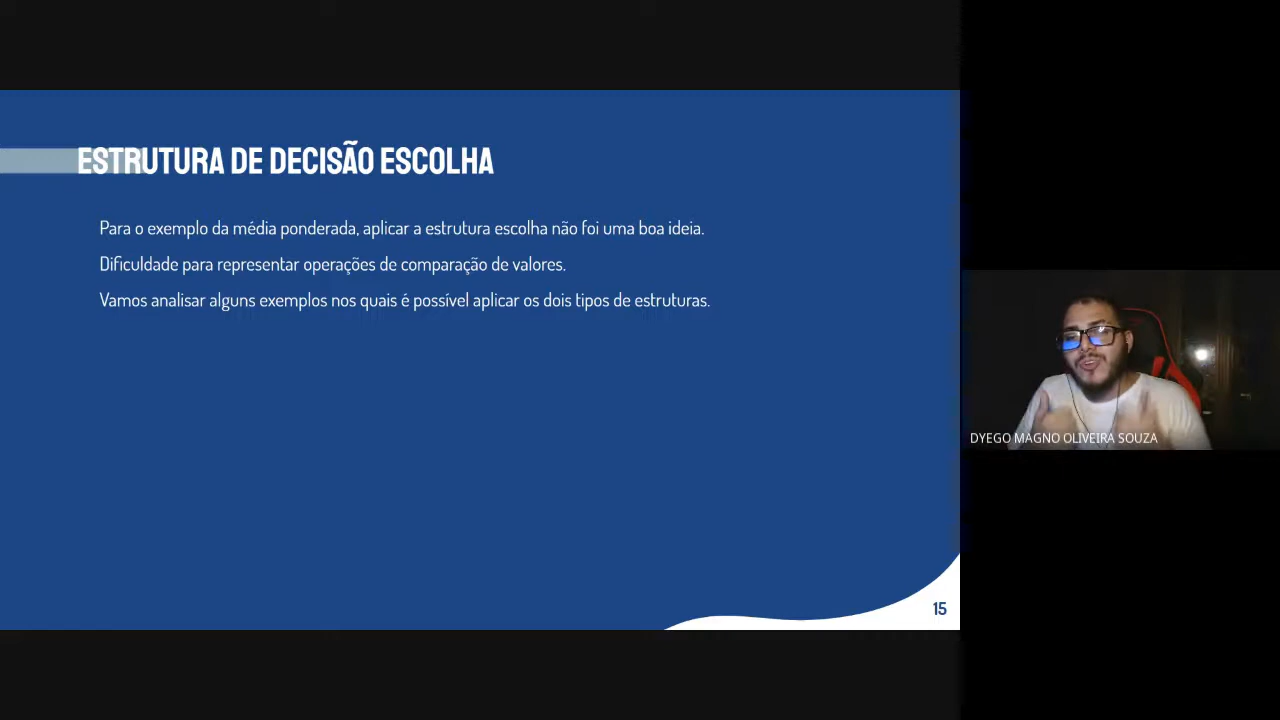 ESTRUTURA DE DECISÃO ESCOLHA
Para o exemplo da média ponderada, aplicar a estrutura escolha não foi uma boa ideia.
Dificuldade para representar operações de comparação de valores.
Vamos analisar alguns exemplos nos quais é possível aplicar os dois tipos de estruturas.
15
DYEGO MAGNO OLIVEIRA SOUZA